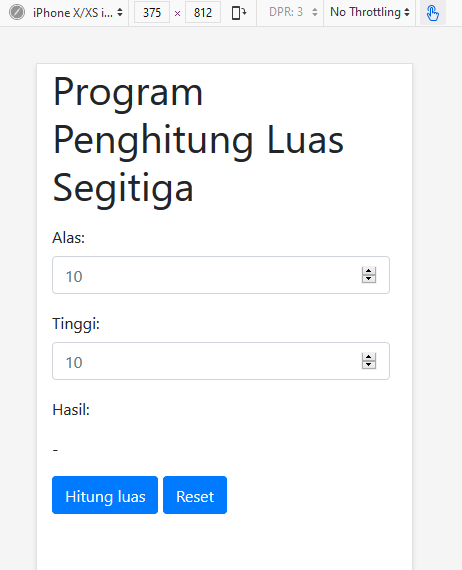 iPhone X/XS i... 375 × 812 DPR: 3 No Throttling
Program
Penghitung Luas
Segitiga
Alas:
10
Tinggi:
10
Hasil:
-
Hitung luas Reset